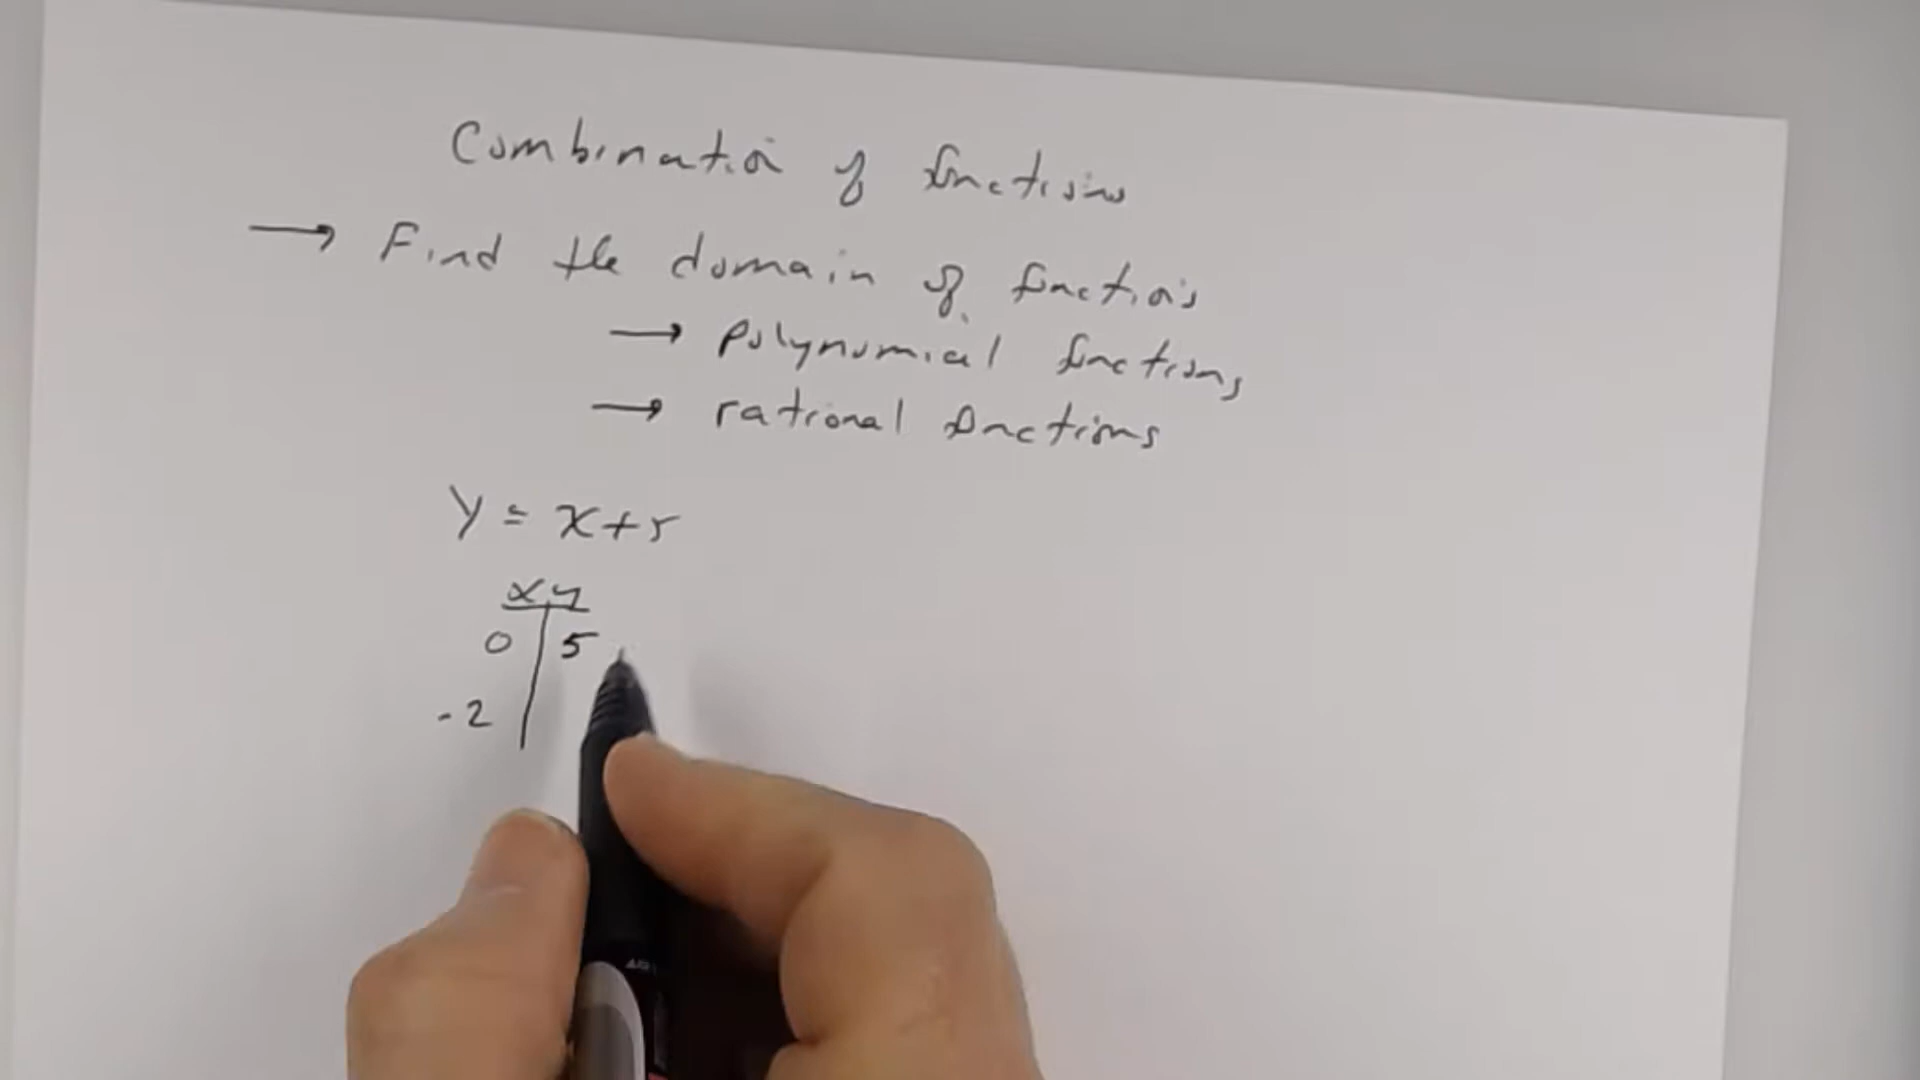 Combination of functions
→ Find the domain of functions
→ polynomial functions
→ rational functions
y = x+5
x y
0 5
-2